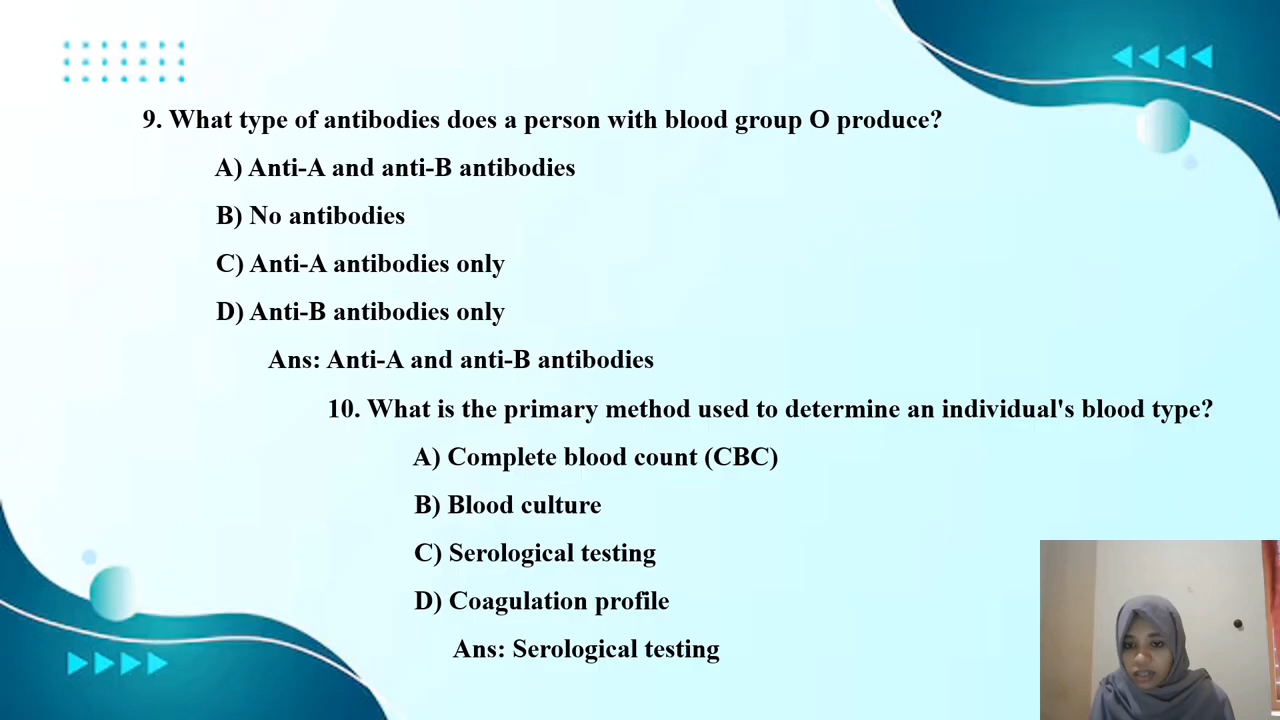 9. What type of antibodies does a person with blood group O produce?
A) Anti-A and anti-B antibodies
B) No antibodies
C) Anti-A antibodies only
D) Anti-B antibodies only
Ans: Anti-A and anti-B antibodies
10. What is the primary method used to determine an individual's blood type?
A) Complete blood count (CBC)
B) Blood culture
C) Serological testing
D) Coagulation profile
Ans: Serological testing